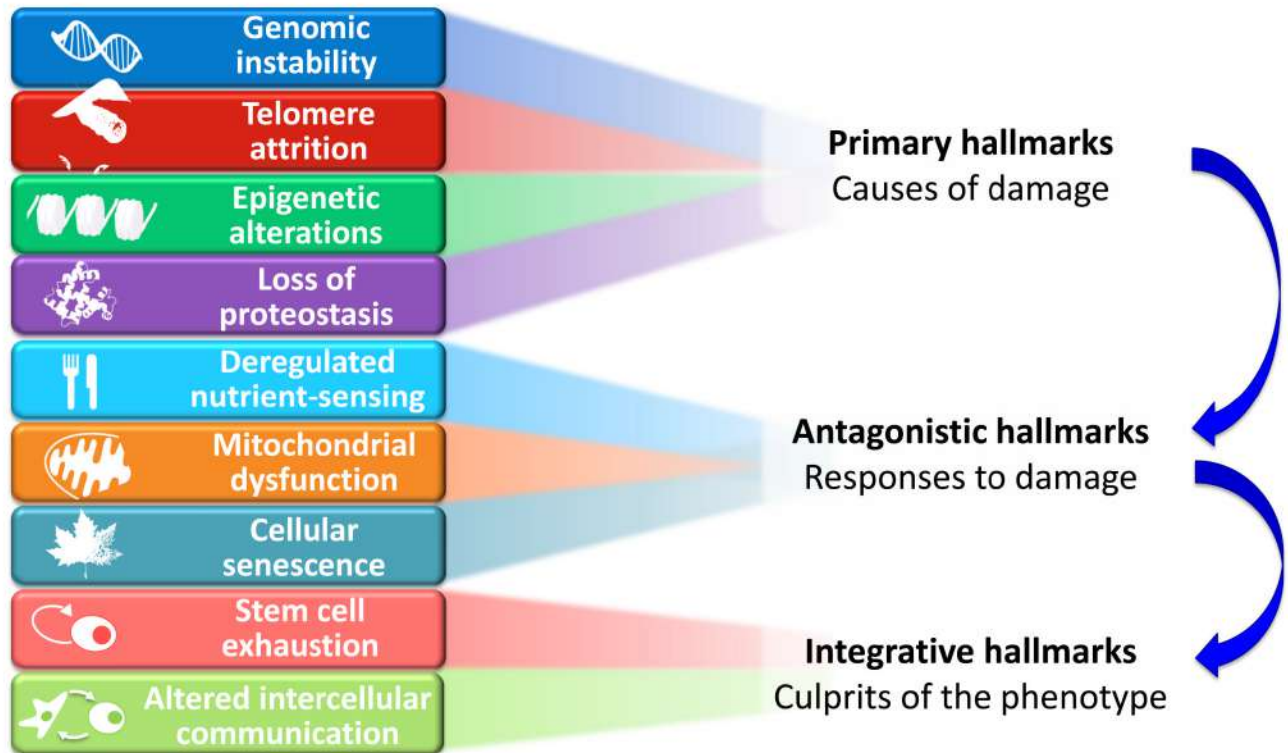 Genomic
instability
Telomere
attrition
Epigenetic
alterations
Loss of
proteostasis
Deregulated
nutrient-sensing
Mitochondrial
dysfunction
Cellular
senescence
Stem cell
exhaustion
Altered intercellular
communication
Primary hallmarks
Causes of damage
Antagonistic hallmarks
Responses to damage
Integrative hallmarks
Culprits of the phenotype